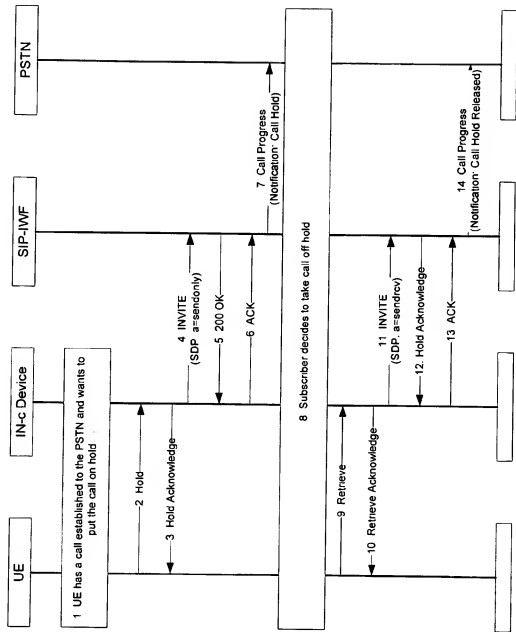 UE
IN-c Device
SIP-IWF
PSTN
1 UE has a call established to the PSTN and wants to
put the call on hold
2 Hold
3 Hold Acknowledge
4 INVITE
(SDP, a=sendonly)
5 200 OK
6 ACK
7 Call Progress
(Notification: Call Hold)
8 Subscriber decides to take call off hold
9 Retrieve
10 Retrieve Acknowledge
11 INVITE
(SDP, a=sendrcv)
12. Hold Acknowledge
13 ACK
14 Call Progress
(Notification: Call Hold Released)